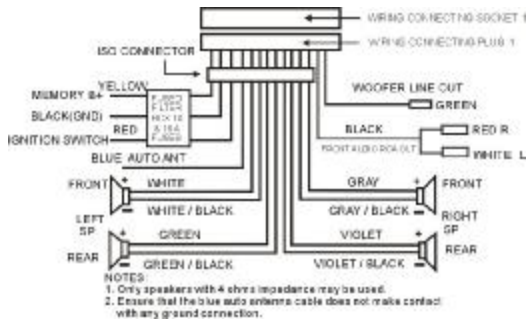 WIRING CONNECTING SOCKET 1
WIRING CONNECTING PLUG 1
ISO CONNECTOR
YELLOW
MEMORY B+
BLACK(GND)
RED
IGNITION SWITCH
FUSED
FILTER
BOX
FUSED
BLUE AUTO ANT
WOOFER LINE OUT
GREEN
BLACK
RED R
FRONT AUDIO RCA OUT
WHITE L
FRONT
WHITE
GRAY
FRONT
WHITE / BLACK
GRAY / BLACK
LEFT
SP
RIGHT
SP
GREEN
VIOLET
REAR
REAR
GREEN / BLACK
VIOLET / BLACK
NOTES:
1. Only speakers with 4 ohms impedance may be used.
2. Ensure that the blue auto antenna cable does not make contact
with any ground connection.